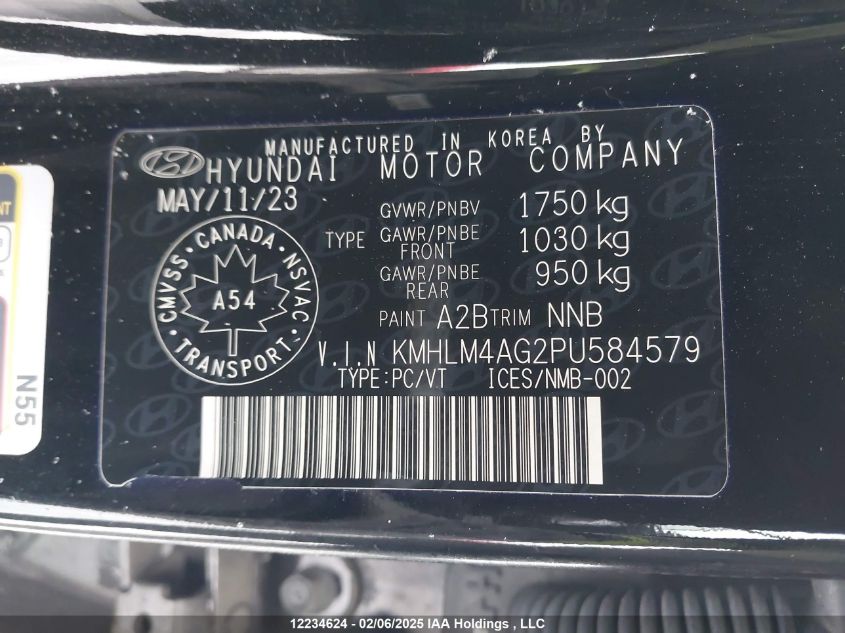 MANUFACTURED IN KOREA BY
HYUNDAI MOTOR COMPANY
MAY/11/23
GVWR/PNBV 1750 kg
TYPE GAWR/PNBE FRONT 1030 kg
GAWR/PNBE REAR 950 kg
CANADA
CMVSS NSVAC
A54
TRANSPORT
PAINT A2B TRIM NNB
V.I.N KMHLM4AG2PU584579
TYPE:PC/VT ICES/NMB-002
N55
12234624 - 02/06/2025 IAA Holdings , LLC